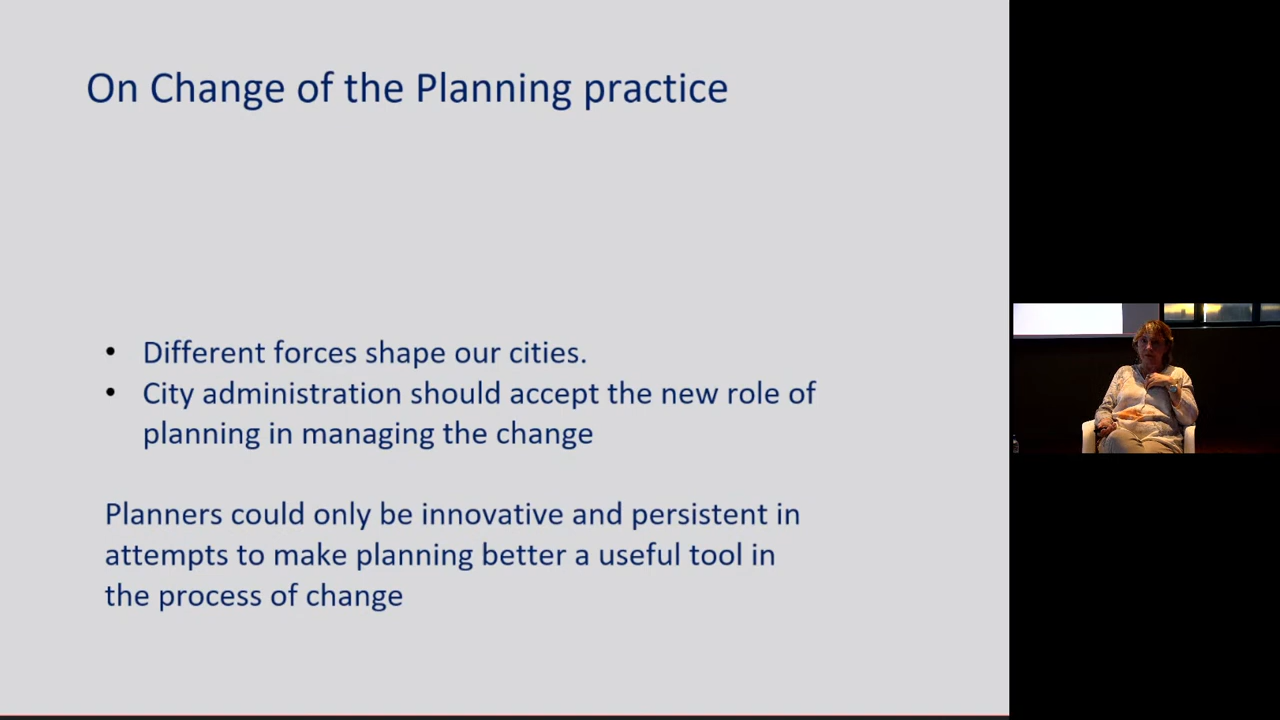 On Change of the Planning practice
• Different forces shape our cities.
• City administration should accept the new role of
planning in managing the change
Planners could only be innovative and persistent in
attempts to make planning better a useful tool in
the process of change